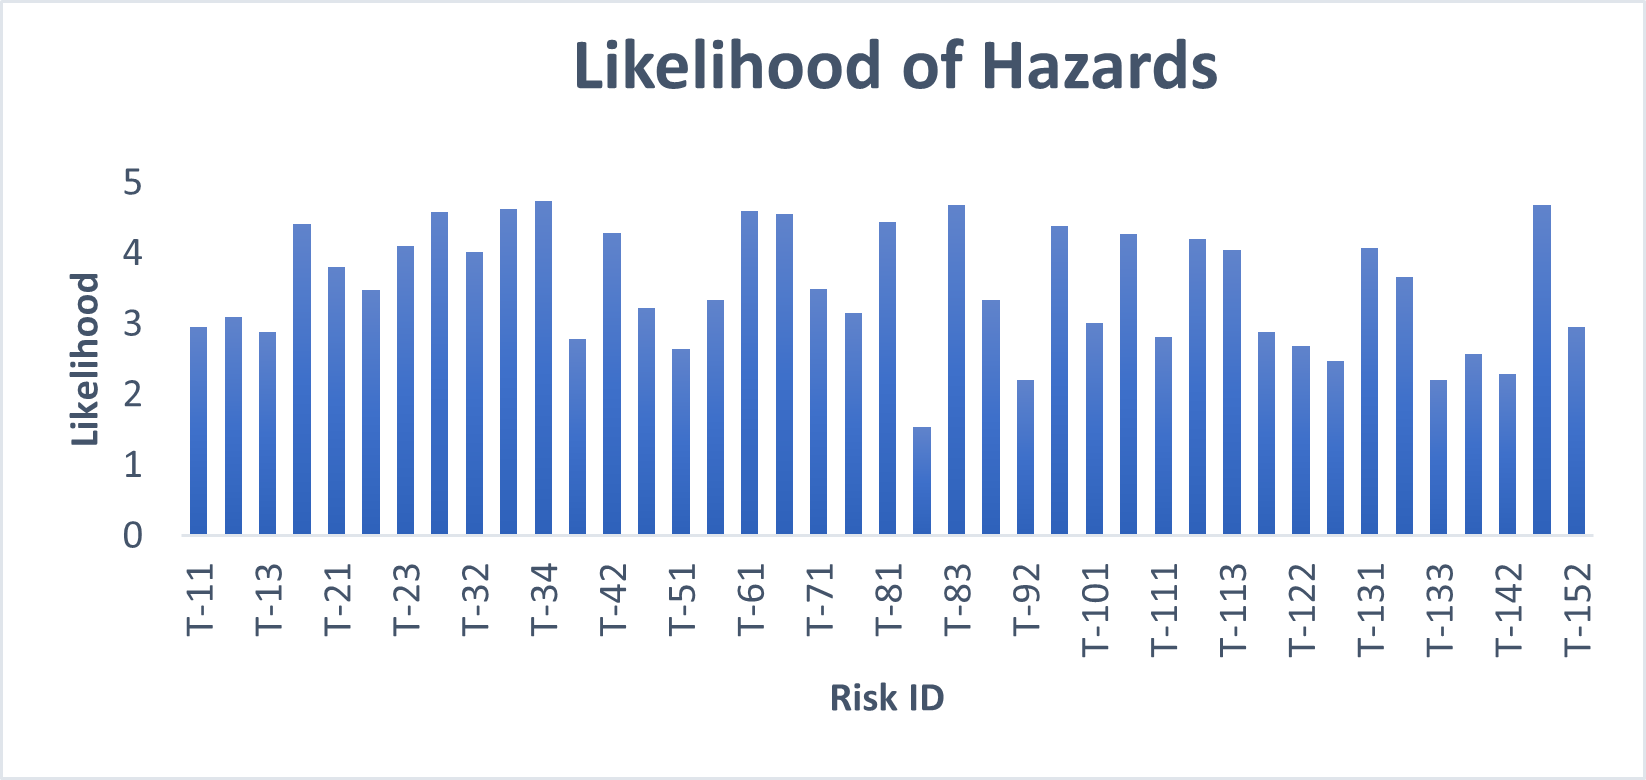 Likelihood of Hazards
5
4
3
2
1
0
Likelihood
T-11
T-13
T-21
T-23
T-32
T-34
T-42
T-51
T-61
T-71
T-81
T-83
T-92
T-101
T-111
T-113
T-122
T-131
T-133
T-142
T-152
Risk ID